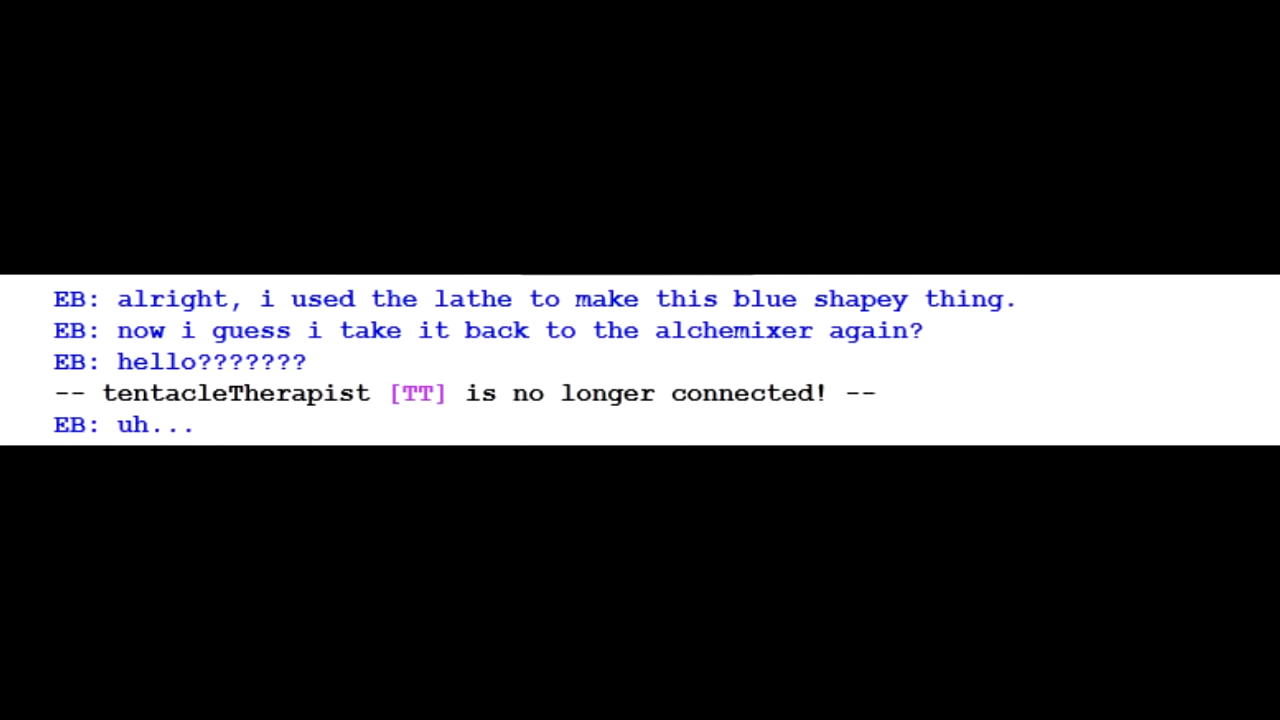 EB: alright, i used the lathe to make this blue shapey thing.
EB: now i guess i take it back to the alchemixer again?
EB: hello???????
-- tentacleTherapist [TT] is no longer connected! --
EB: uh...